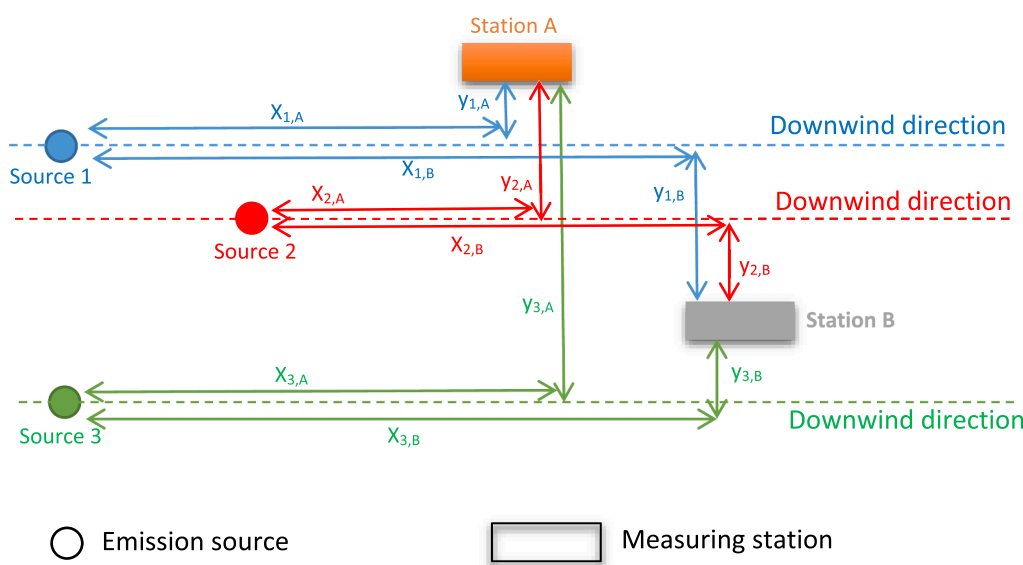 Station A
y1,A
X1,A
Downwind direction
Source 1
X1,B
y2,A
X2,A
y1,B
Downwind direction
Source 2
X2,B
y2,B
y3,A
Station B
X3,A
y3,B
Downwind direction
Source 3
X3,B
Emission source
Measuring station